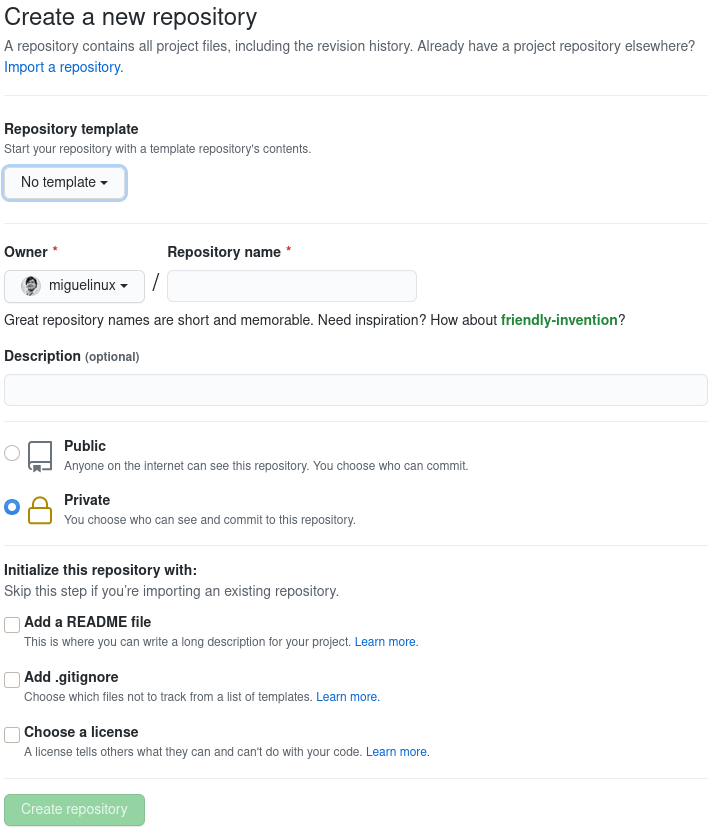 Create a new repository
A repository contains all project files, including the revision history. Already have a project repository elsewhere?
Import a repository.
Repository template
Start your repository with a template repository's contents.
No template
Owner * Repository name *
miguelinux /
Great repository names are short and memorable. Need inspiration? How about friendly-invention?
Description (optional)
Public
Anyone on the internet can see this repository. You choose who can commit.
Private
You choose who can see and commit to this repository.
Initialize this repository with:
Skip this step if you're importing an existing repository.
Add a README file
This is where you can write a long description for your project. Learn more.
Add .gitignore
Choose which files not to track from a list of templates. Learn more.
Choose a license
A license tells others what they can and can't do with your code. Learn more.
Create repository